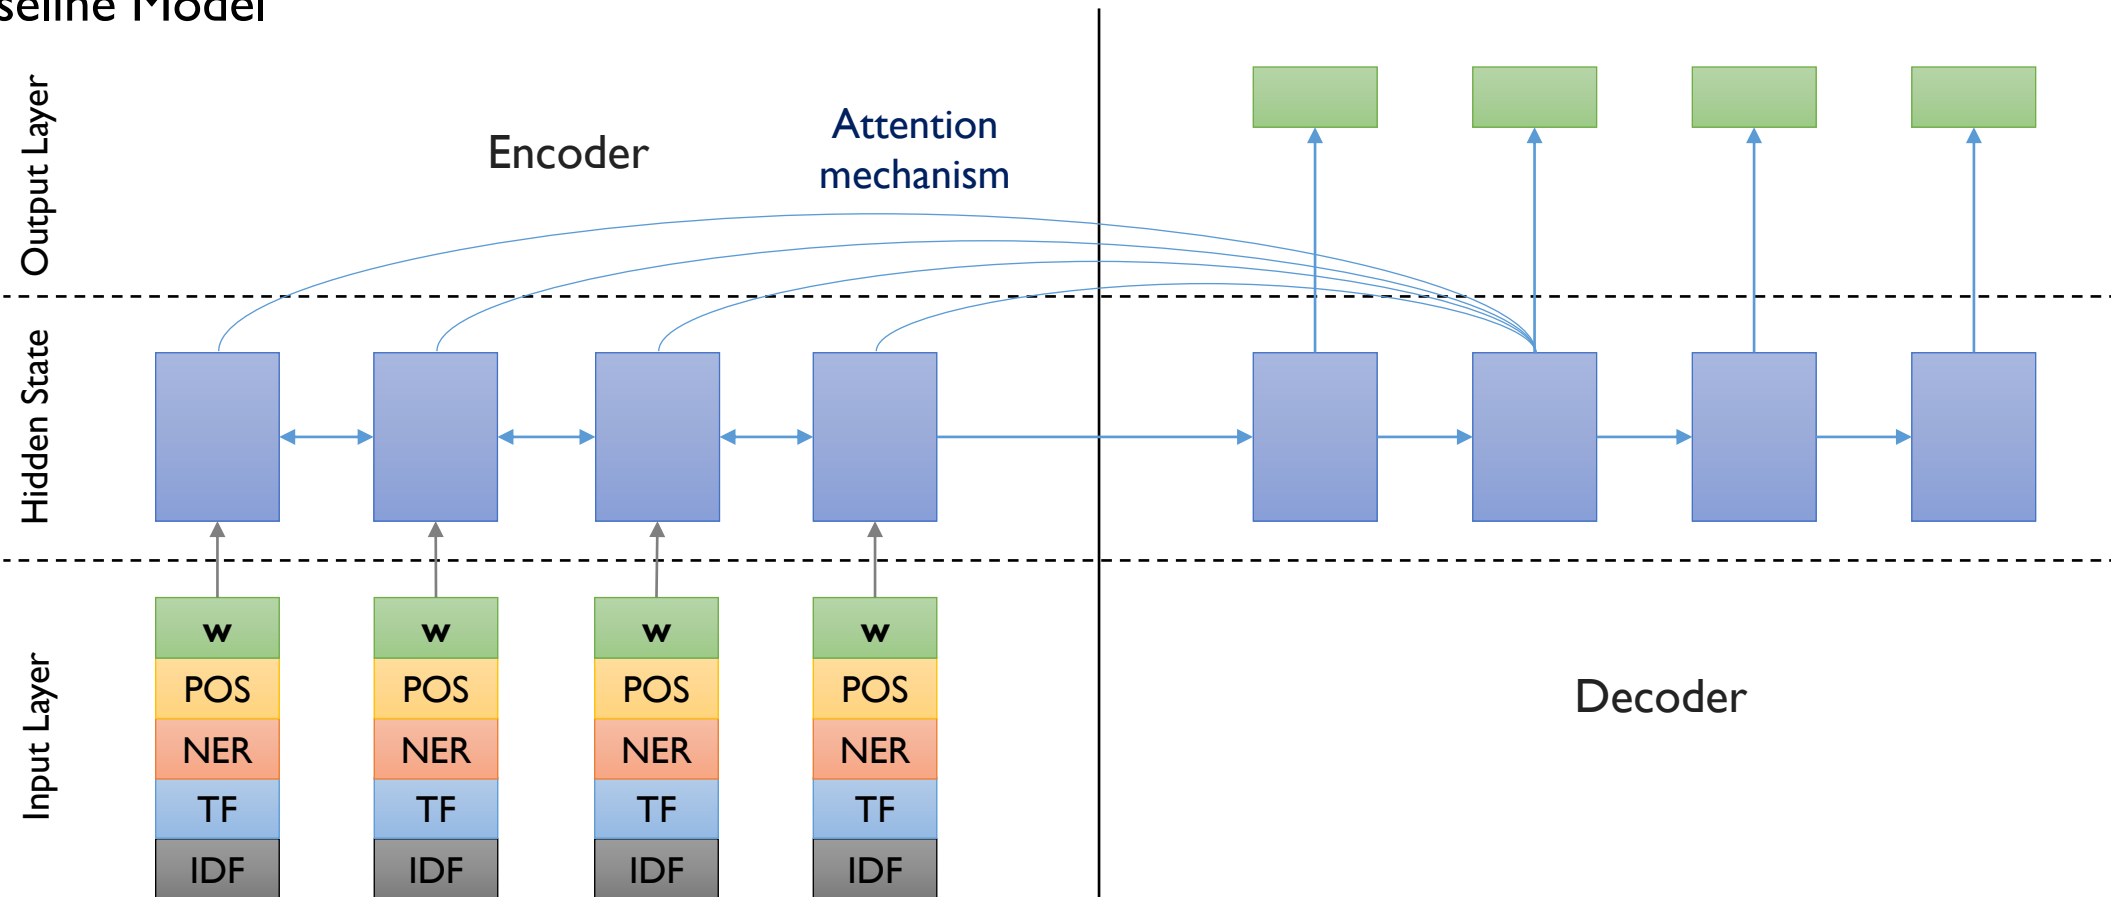 seline Model
Output Layer
Encoder
Attention
mechanism
Hidden State
Input Layer
w w w w
POS POS POS POS
NER NER NER NER
TF TF TF TF
IDF IDF IDF IDF
Decoder